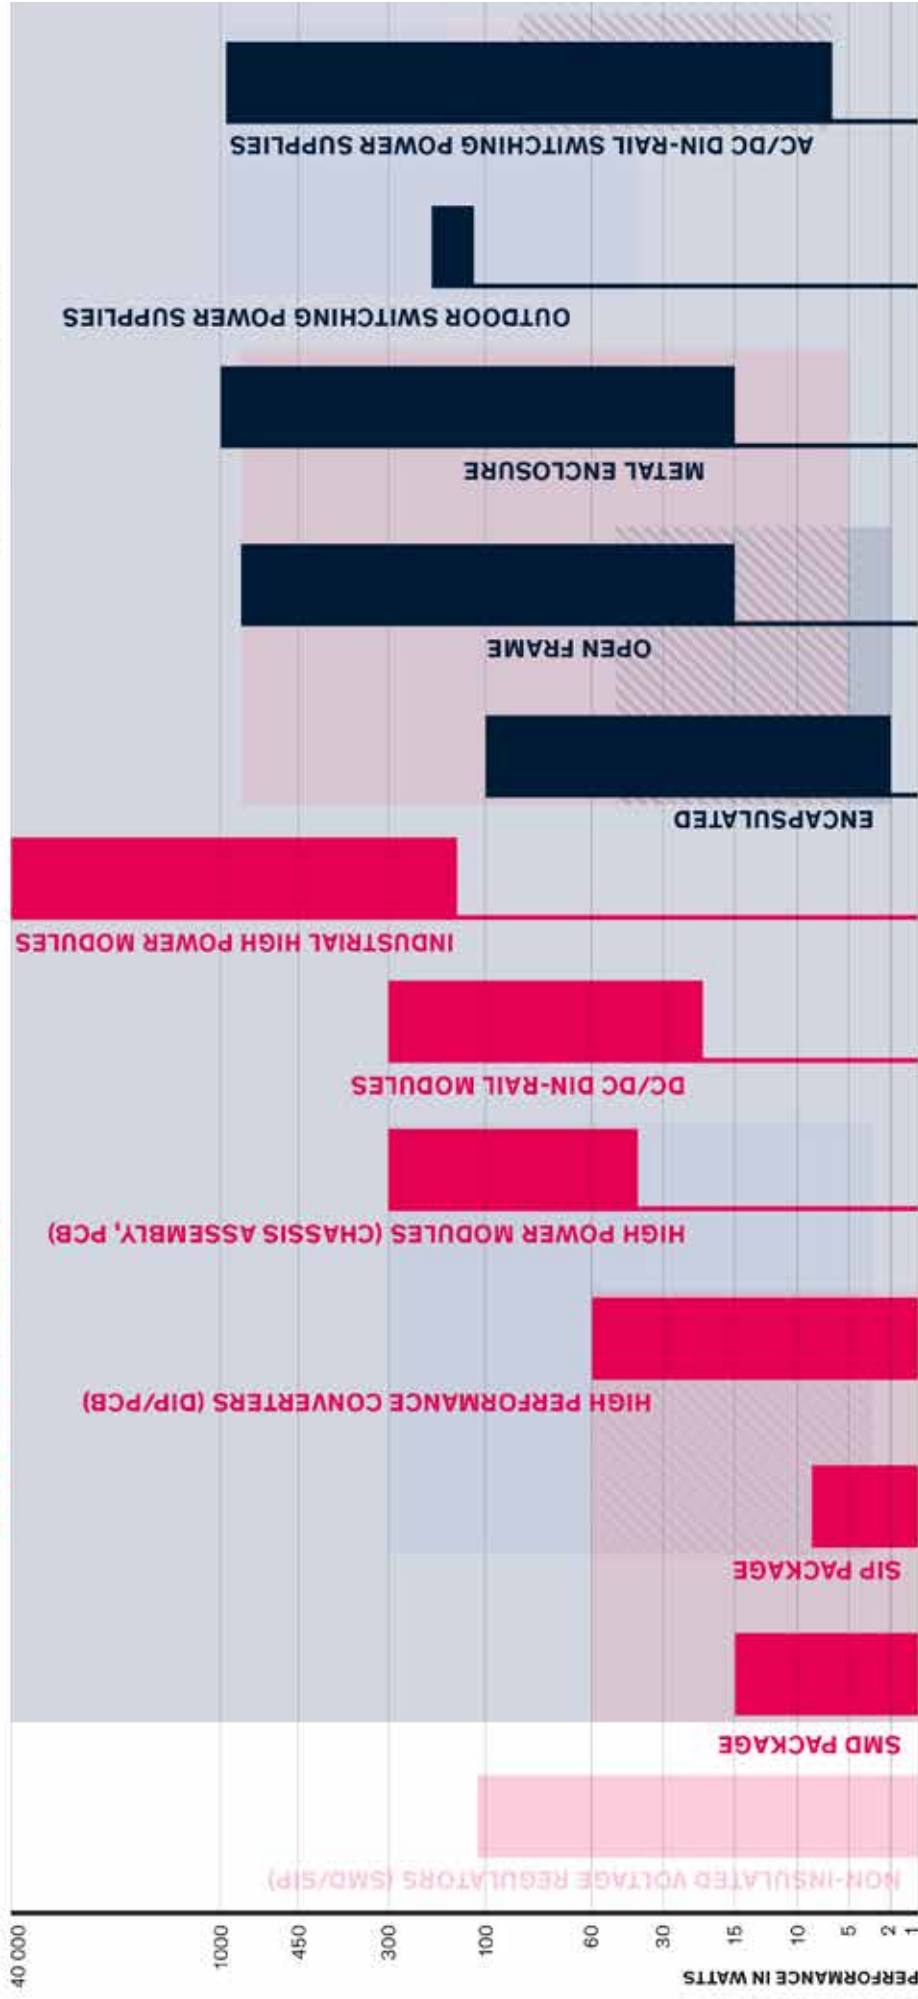 PERFORMANCE IN WATTS
1
2
5
10
15
30
60
100
300
450
1000
40 000
NON-INSULATED VOLTAGE REGULATORS (SMD/SIP)
SMD PACKAGE
SIP PACKAGE
HIGH PERFORMANCE CONVERTERS (DIP/PCB)
HIGH POWER MODULES (CHASSIS ASSEMBLY, PCB)
DC/DC DIN-RAIL MODULES
INDUSTRIAL HIGH POWER MODULES
ENCAPSULATED
OPEN FRAME
METAL ENCLOSURE
OUTDOOR SWITCHING POWER SUPPLIES
AC/DC DIN-RAIL SWITCHING POWER SUPPLIES